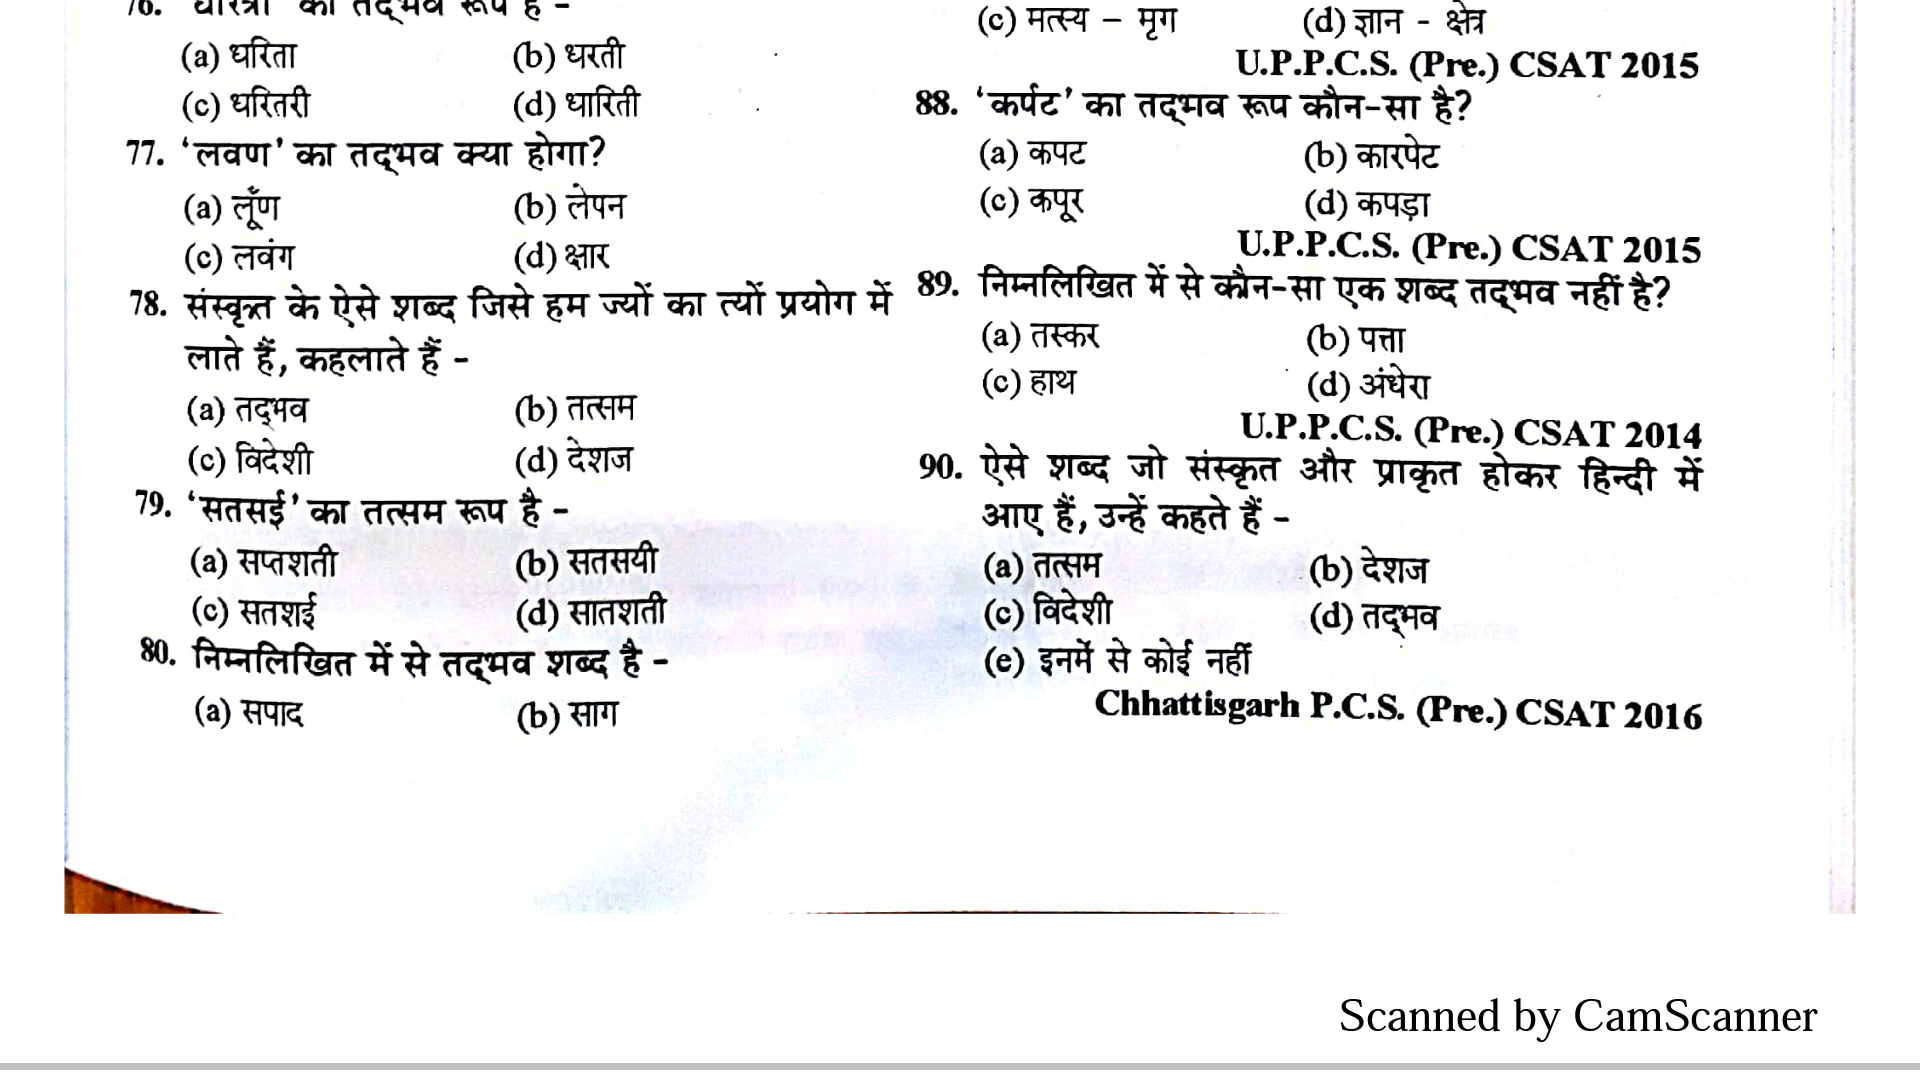 76. धरित्री का तद्भव रूप है -
(a) धरिता (b) धरती
(c) धरितरी (d) धारिती
77. 'लवण' का तद्भव क्या होगा?
(a) लूँण (b) लेपन
(c) लवंग (d) क्षार
78. संस्कृत के ऐसे शब्द जिसे हम ज्यों का त्यों प्रयोग में
लाते हैं, कहलाते हैं -
(a) तद्भव (b) तत्सम
(c) विदेशी (d) देशज
79. 'सतसई' का तत्सम रूप है -
(a) सप्तशती (b) सतसयी
(c) सतशई (d) सातशती
80. निम्नलिखित में से तद्भव शब्द है -
(a) सपाद (b) साग
(c) मत्स्य – मृग (d) ज्ञान - क्षेत्र
U.P.P.C.S. (Pre.) CSAT 2015
88. 'कर्पट' का तद्भव रूप कौन-सा है?
(a) कपट (b) कारपेट
(c) कपूर (d) कपड़ा
U.P.P.C.S. (Pre.) CSAT 2015
89. निम्नलिखित में से कौन-सा एक शब्द तद्भव नहीं है?
(a) तस्कर (b) पत्ता
(c) हाथ (d) अंधेरा
U.P.P.C.S. (Pre.) CSAT 2014
90. ऐसे शब्द जो संस्कृत और प्राकृत होकर हिन्दी में
आए हैं, उन्हें कहते हैं -
(a) तत्सम (b) देशज
(c) विदेशी (d) तद्भव
(e) इनमें से कोई नहीं
Chhattisgarh P.C.S. (Pre.) CSAT 2016
Scanned by CamScanner